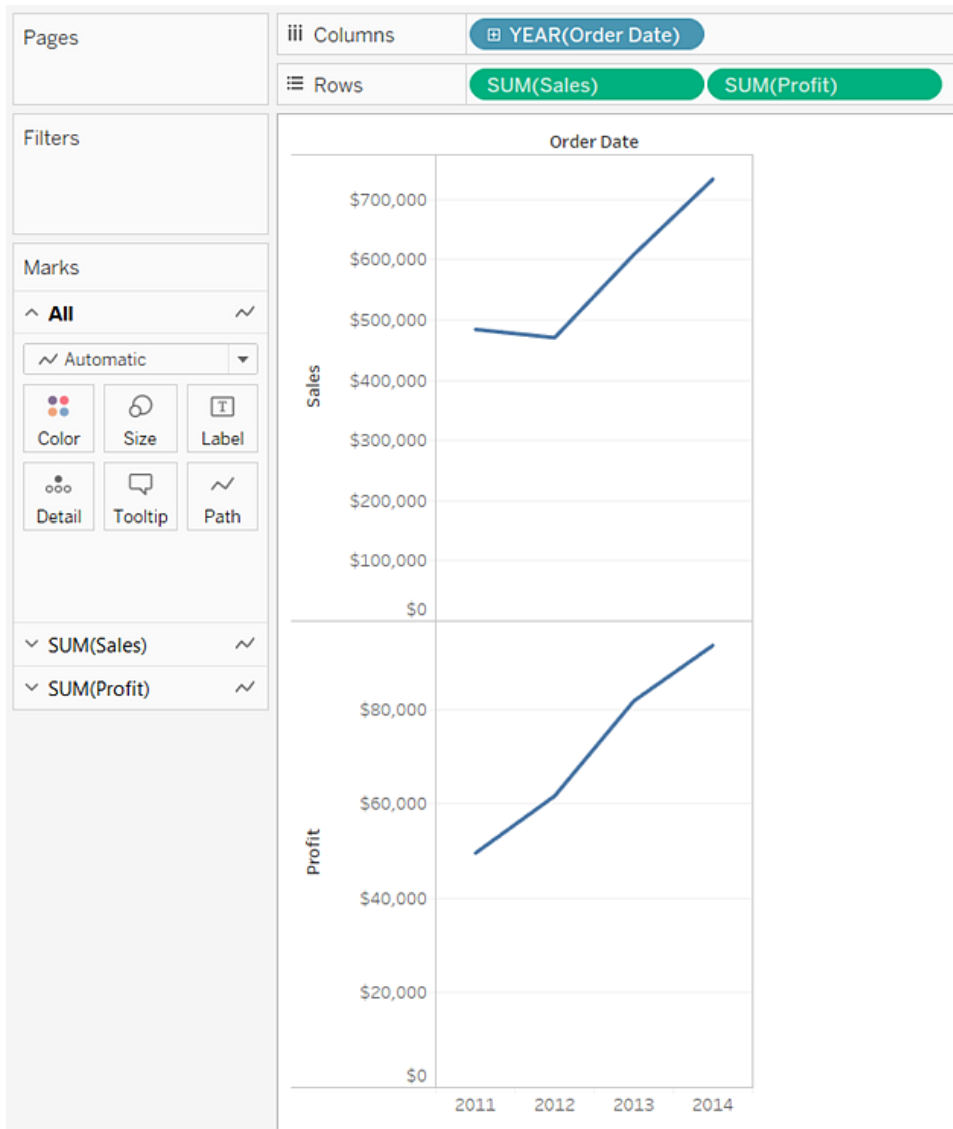 Pages
Columns
YEAR(Order Date)
Rows
SUM(Sales)
SUM(Profit)
Filters
Marks
All
Automatic
Color
Size
T
Label
Detail
Tooltip
Path
SUM(Sales)
SUM(Profit)
Order Date
Sales
$700,000
$600,000
$500,000
$400,000
$300,000
$200,000
$100,000
$0
Profit
$80,000
$60,000
$40,000
$20,000
$0
2011 2012 2013 2014